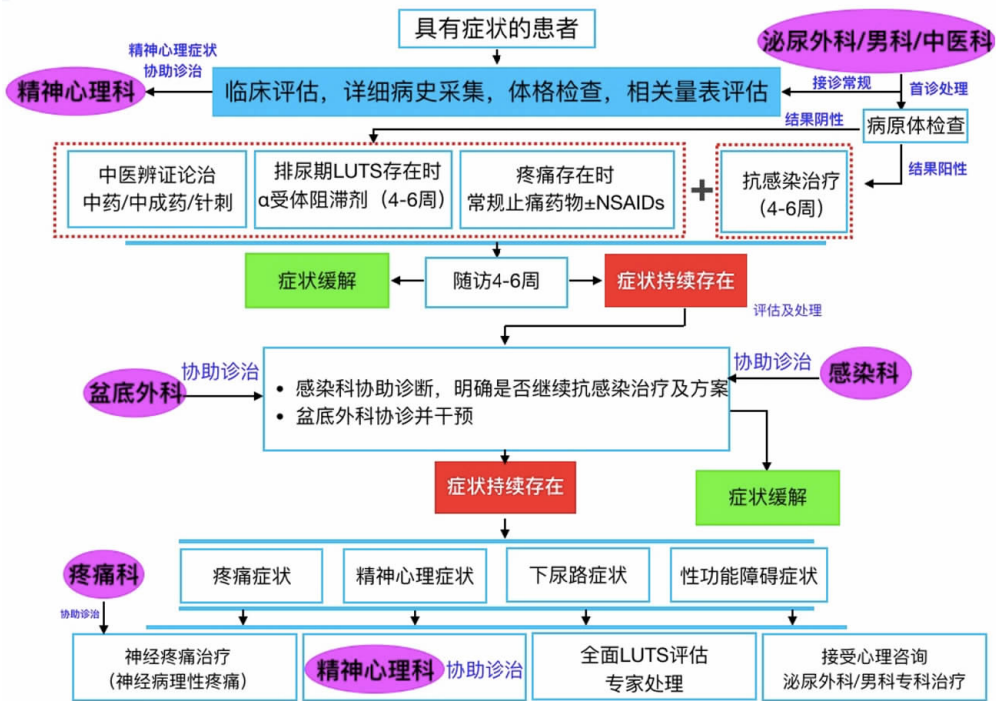 具有症状的患者
泌尿外科/男科/中医科
精神心理症状
协助诊治
精神心理科
临床评估，详细病史采集，体格检查，相关量表评估
接诊常规
首诊处理
结果阴性
病原体检查
结果阳性
中医辨证论治
中药/中成药/针刺
排尿期LUTS存在时
α受体阻滞剂（4-6周）
疼痛存在时
常规止痛药物±NSAIDs
+
抗感染治疗
（4-6周）
症状缓解
随访4-6周
症状持续存在
评估及处理
盆底外科
协助诊治
协助诊治
感染科
• 感染科协助诊断，明确是否继续抗感染治疗及方案
• 盆底外科协诊并干预
症状持续存在
症状缓解
疼痛科
协助诊治
疼痛症状
精神心理症状
下尿路症状
性功能障碍症状
神经疼痛治疗
（神经病理性疼痛）
精神心理科 协助诊治
全面LUTS评估
专家处理
接受心理咨询
泌尿外科/男科专科治疗